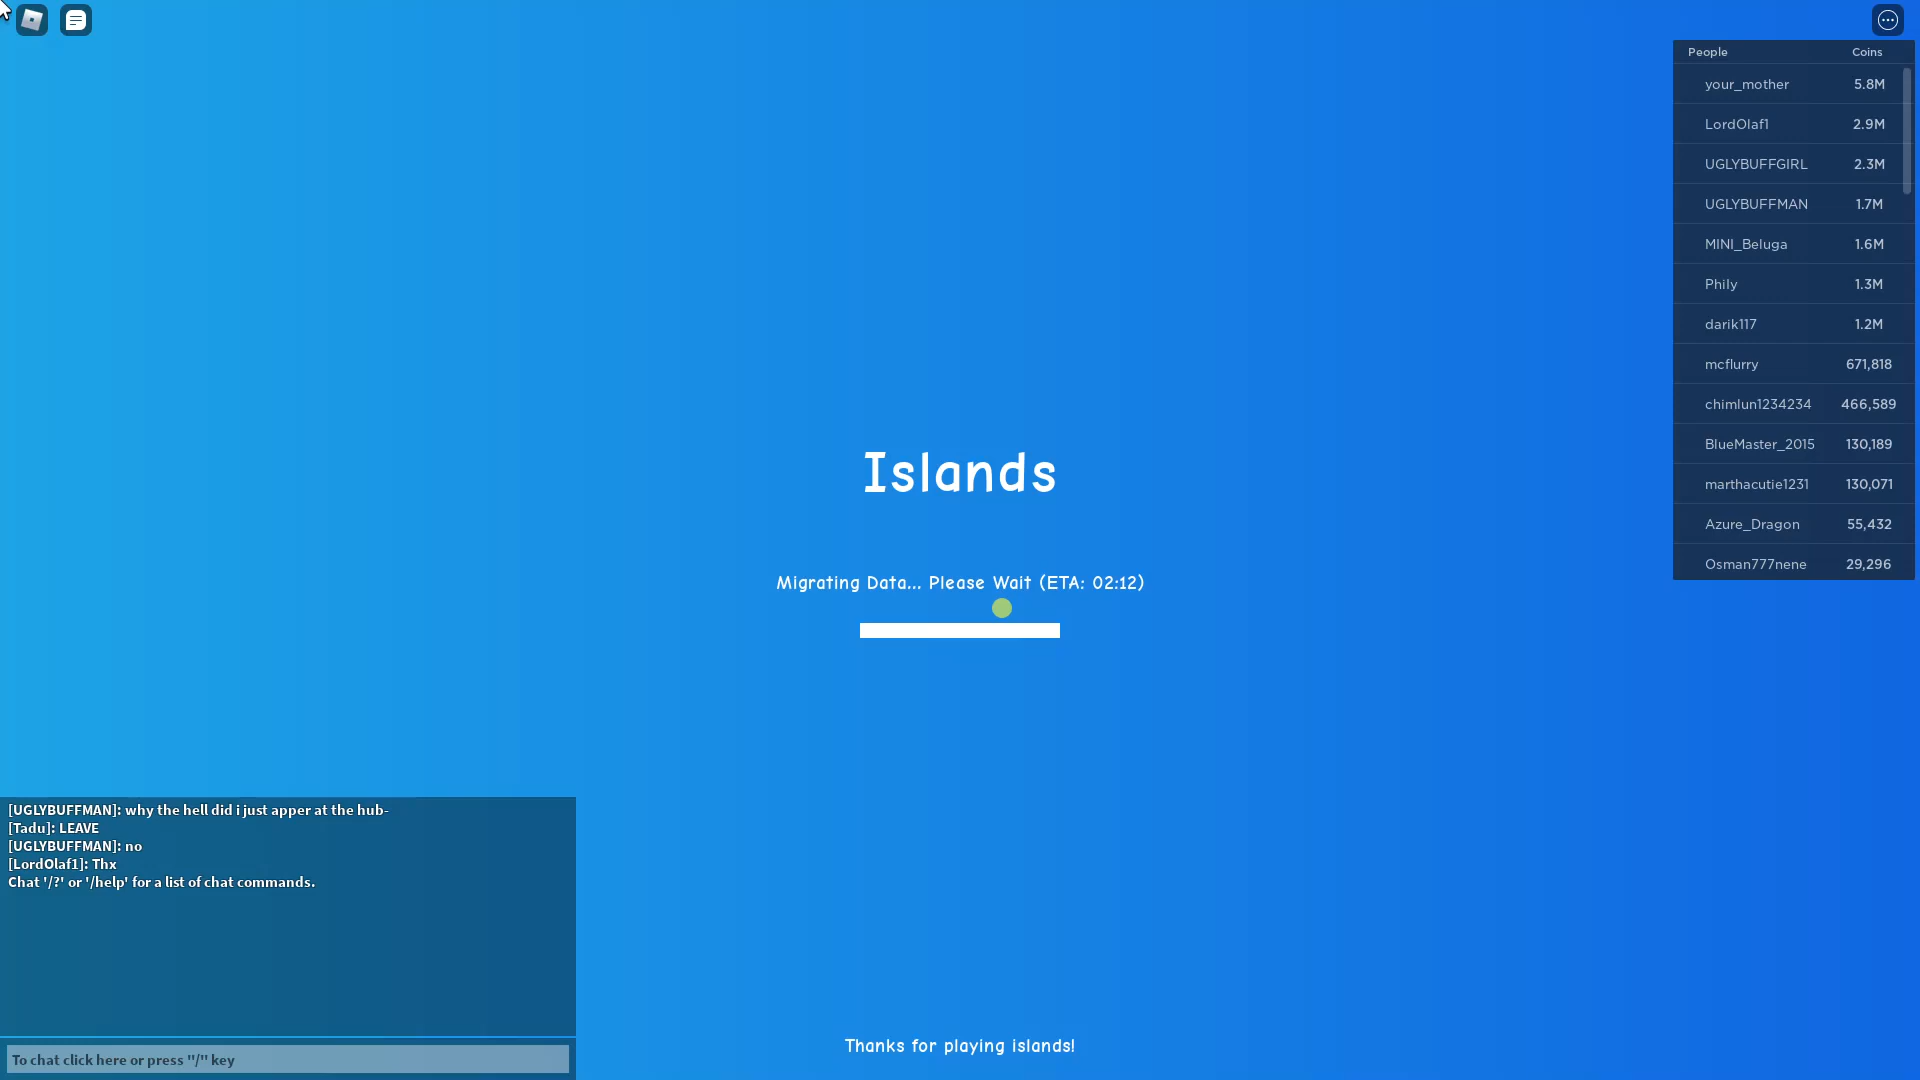 People Coins
your_mother 5.8M
LordOlaf1 2.9M
UGLYBUFFGIRL 2.3M
UGLYBUFFMAN 1.7M
MINI_Beluga 1.6M
Phily 1.3M
darik117 1.2M
mcflurry 671,818
chimlun1234234 466,589
BlueMaster_2015 130,189
marthacutie1231 130,071
Azure_Dragon 55,432
Osman777nene 29,296
Islands
Migrating Data... Please Wait (ETA: 02:12)
[UGLYBUFFMAN]: why the hell did i just apper at the hub-
[Tadu]: LEAVE
[UGLYBUFFMAN]: no
[LordOlaf1]: Thx
Chat '/?' or '/help' for a list of chat commands.
To chat click here or press "/" key
Thanks for playing islands!